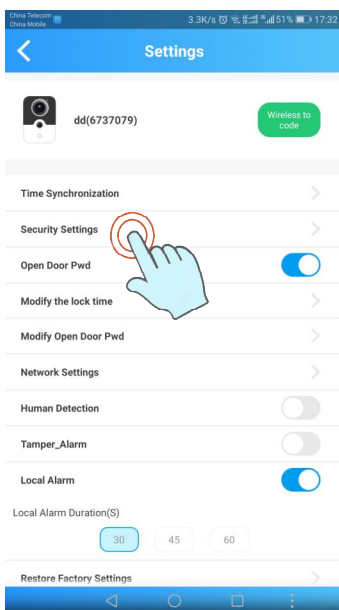 China Telecom
China Mobile
3.3K/s 51% 17:32
Settings
dd(6737079)
Wireless to
code
Time Synchronization
Security Settings
Open Door Pwd
Modify the lock time
Modify Open Door Pwd
Network Settings
Human Detection
Tamper_Alarm
Local Alarm
Local Alarm Duration(S)
30 45 60
Restore Factory Settings